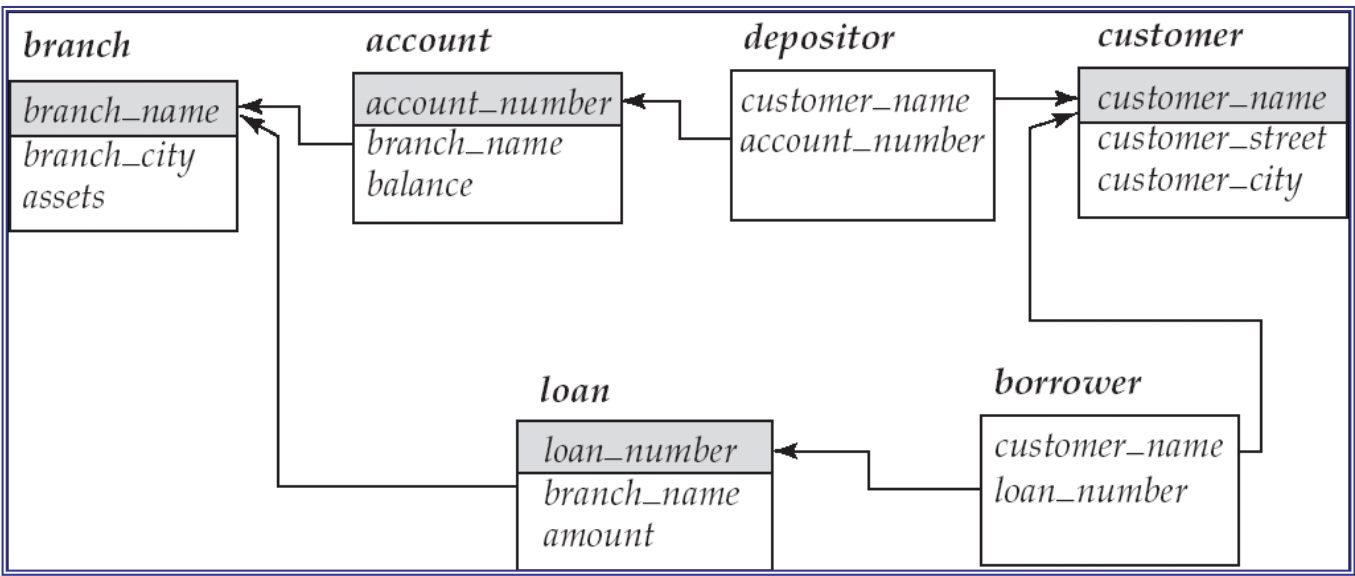 branch
branch_name
branch_city
assets
account
account_number
branch_name
balance
depositor
customer_name
account_number
customer
customer_name
customer_street
customer_city
loan
loan_number
branch_name
amount
borrower
customer_name
loan_number